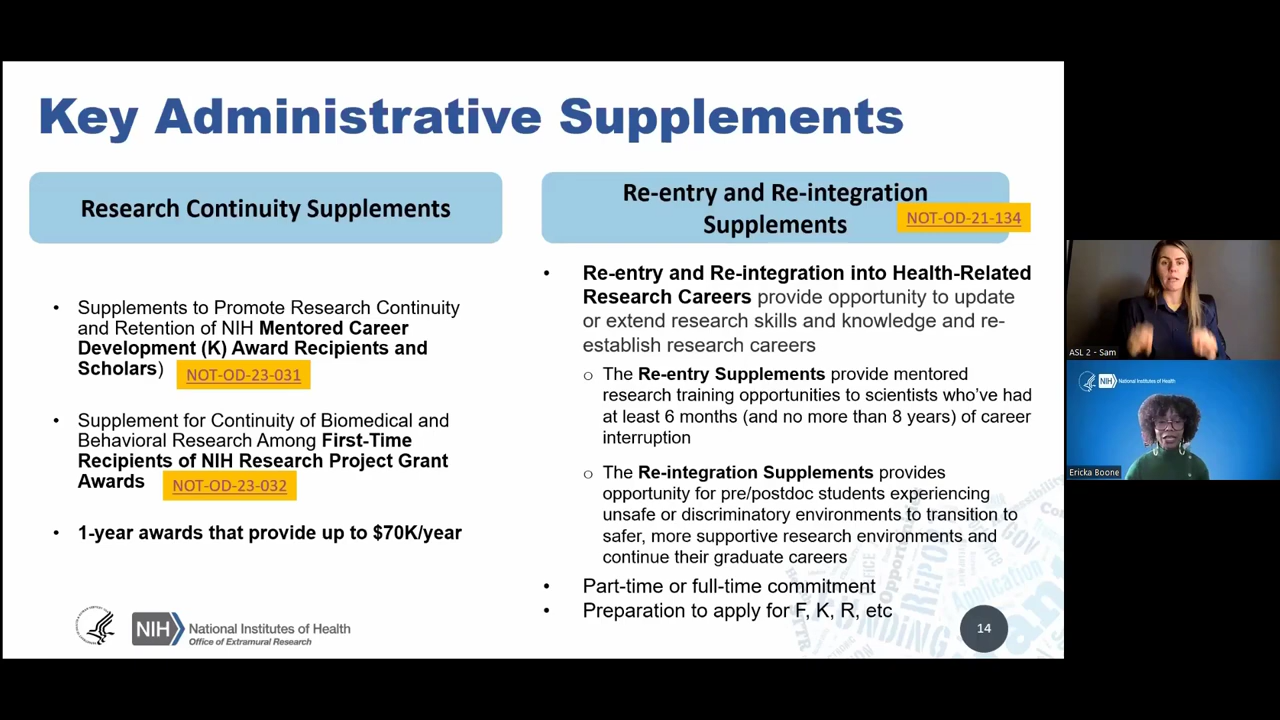 Key Administrative Supplements
Research Continuity Supplements
• Supplements to Promote Research Continuity
and Retention of NIH Mentored Career
Development (K) Award Recipients and
Scholars) NOT-OD-23-031
• Supplement for Continuity of Biomedical and
Behavioral Research Among First-Time
Recipients of NIH Research Project Grant
Awards NOT-OD-23-032
• 1-year awards that provide up to $70K/year
Re-entry and Re-integration
Supplements
NOT-OD-21-134
• Re-entry and Re-integration into Health-Related
Research Careers provide opportunity to update
or extend research skills and knowledge and re-
establish research careers
o The Re-entry Supplements provide mentored
research training opportunities to scientists who've had
at least 6 months (and no more than 8 years) of career
interruption
o The Re-integration Supplements provides
opportunity for pre/postdoc students experiencing
unsafe or discriminatory environments to transition to
safer, more supportive research environments and
continue their graduate careers
• Part-time or full-time commitment
• Preparation to apply for F, K, R, etc
NIH National Institutes of Health
Office of Extramural Research
14
ASL 2 - Sam
NIH National Institutes of Health
Ericka Boone